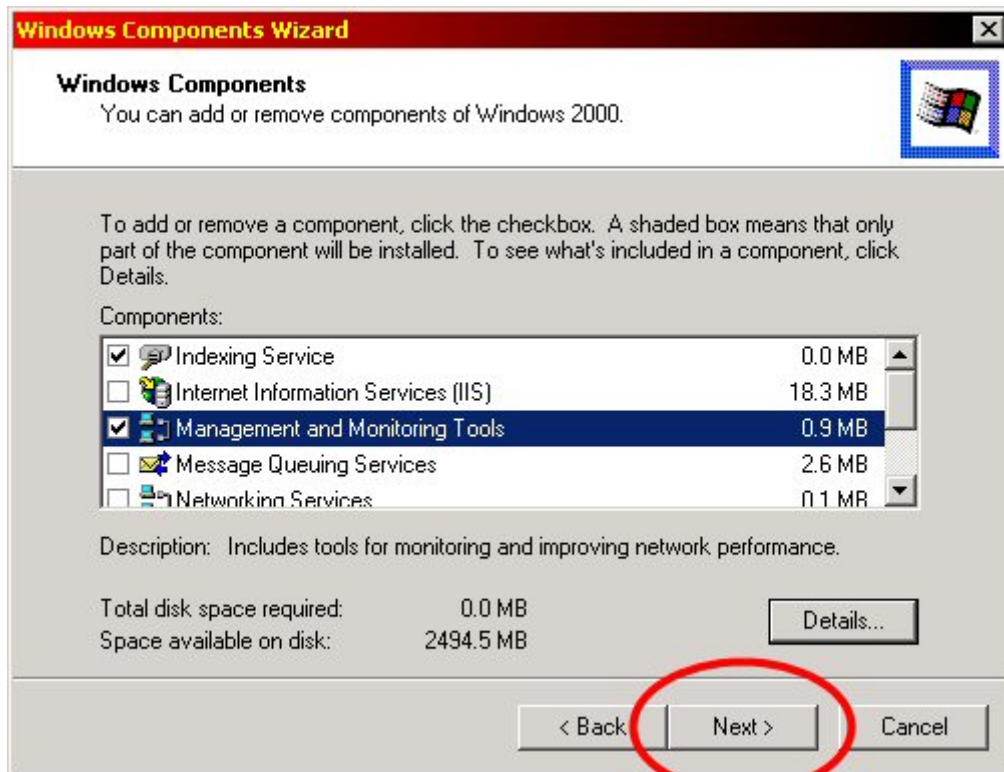 Windows Components Wizard
Windows Components
You can add or remove components of Windows 2000.
To add or remove a component, click the checkbox. A shaded box means that only
part of the component will be installed. To see what's included in a component, click
Details.
Components:
Indexing Service 0.0 MB
Internet Information Services (IIS) 18.3 MB
Management and Monitoring Tools 0.9 MB
Message Queuing Services 2.6 MB
Networking Services 0.1 MB
Description: Includes tools for monitoring and improving network performance.
Total disk space required: 0.0 MB
Space available on disk: 2494.5 MB
Details...
< Back Next > Cancel